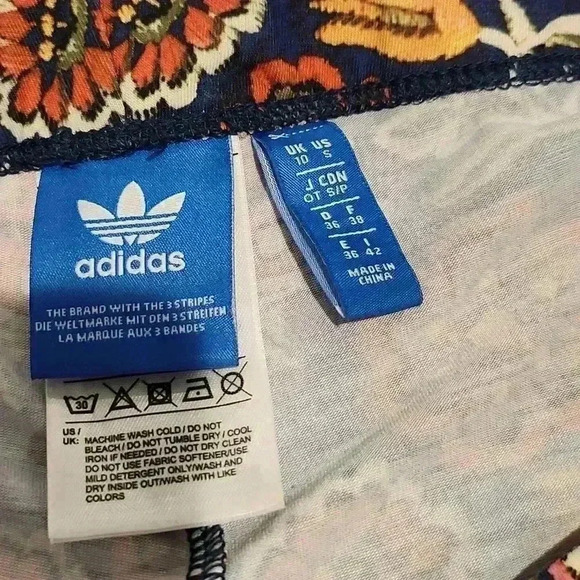 adidas
THE BRAND WITH THE 3 STRIPES
DIE WELTMARKE MIT DEN 3 STREIFEN
LA MARQUE AUX 3 BANDES
30
US /
UK: MACHINE WASH COLD / DO NOT
BLEACH / DO NOT TUMBLE DRY / COOL
IRON IF NEEDED / DO NOT DRY CLEAN
DO NOT USE FABRIC SOFTENER/USE
MILD DETERGENT ONLY/WASH AND
DRY INSIDE OUT/WASH WITH LIKE
COLORS
UK US
10 S
J CDN
OT S/P
D F
36 38
E I
36 42
MADE IN
CHINA